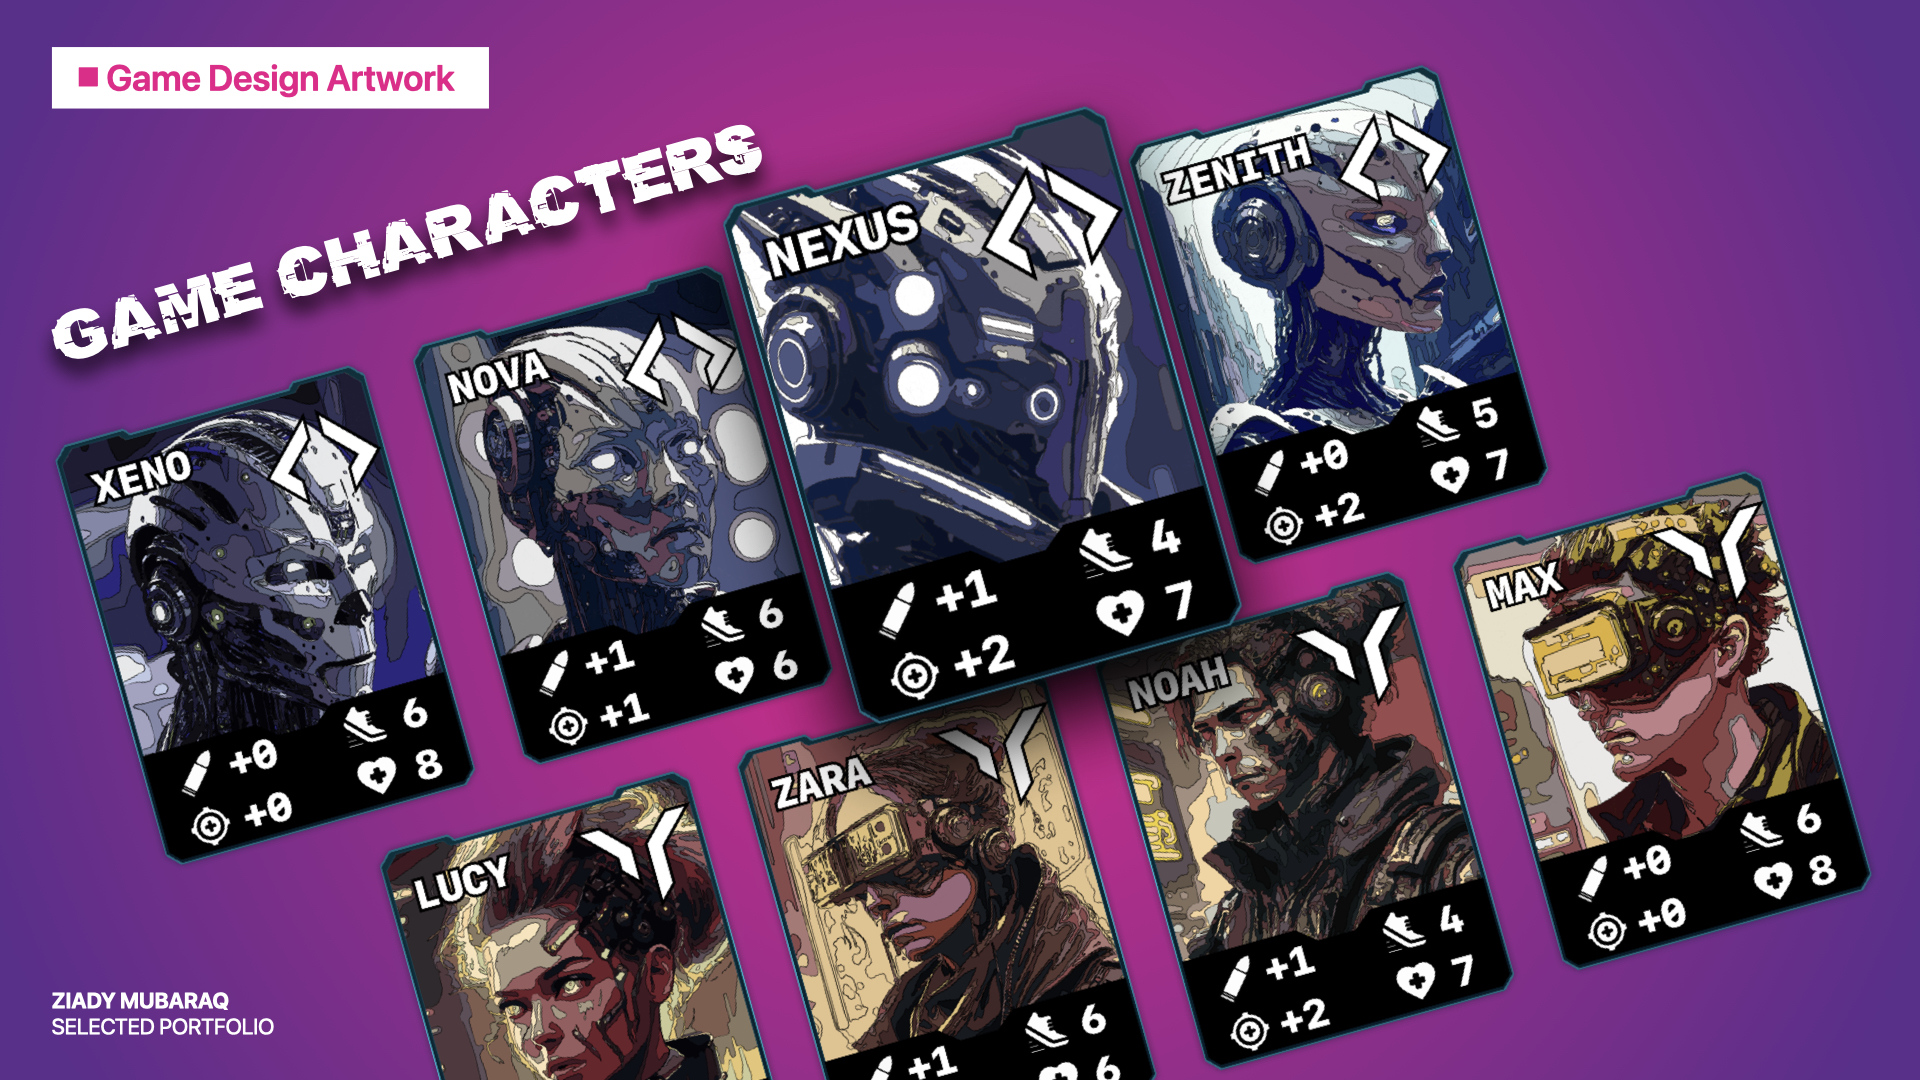 Game Design Artwork
GAME CHARACTERS
XENO
+0
6
+0
8
NOVA
+1
6
+1
6
NEXUS
+1
4
+2
7
ZENITH
+0
5
+2
7
LUCY
ZARA
+1
6
6
NOAH
+1
4
+2
7
MAX
+0
6
+0
8
ZIADY MUBARAQ
SELECTED PORTFOLIO